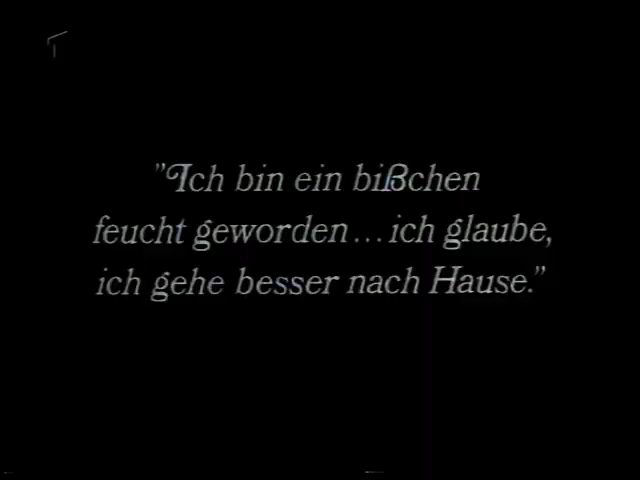 "Ich bin ein bißchen
feucht geworden... ich glaube,
ich gehe besser nach Hause."